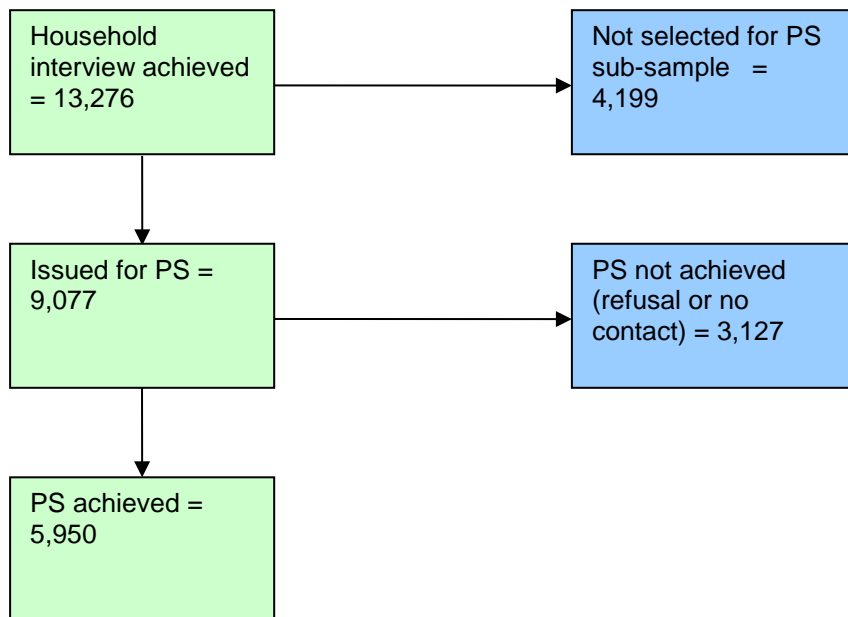 Household
interview achieved
= 13,276
Not selected for PS
sub-sample =
4,199
Issued for PS =
9,077
PS not achieved
(refusal or no
contact) = 3,127
PS achieved =
5,950